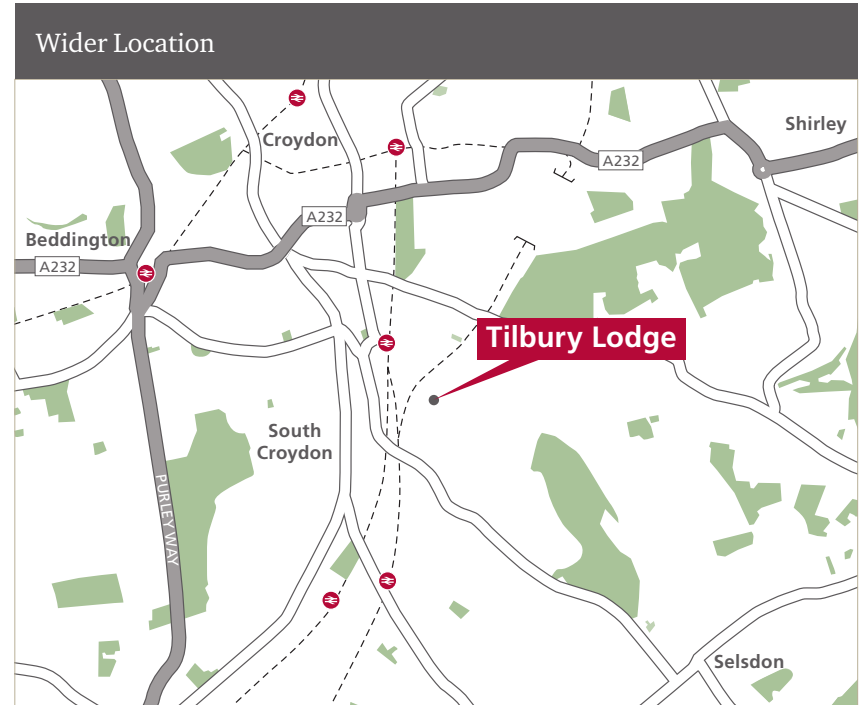 Wider Location
Shirley
Croydon
A232
A232
Beddington
A232
Tilbury Lodge
South
Croydon
PURLEY WAY
Selsdon